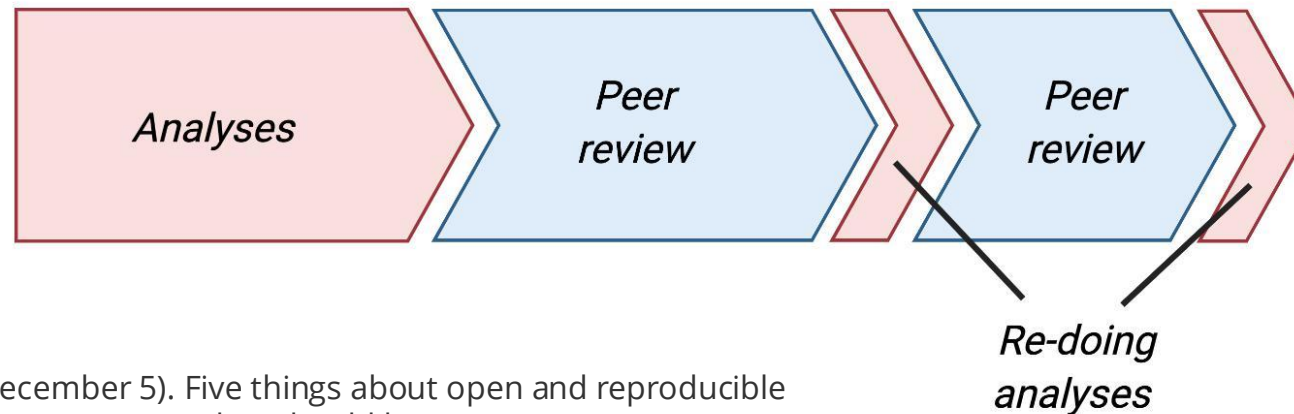 Analyses
Peer
review
Peer
review
Re-doing
analyses
ecember 5). Five things about open and reproducible